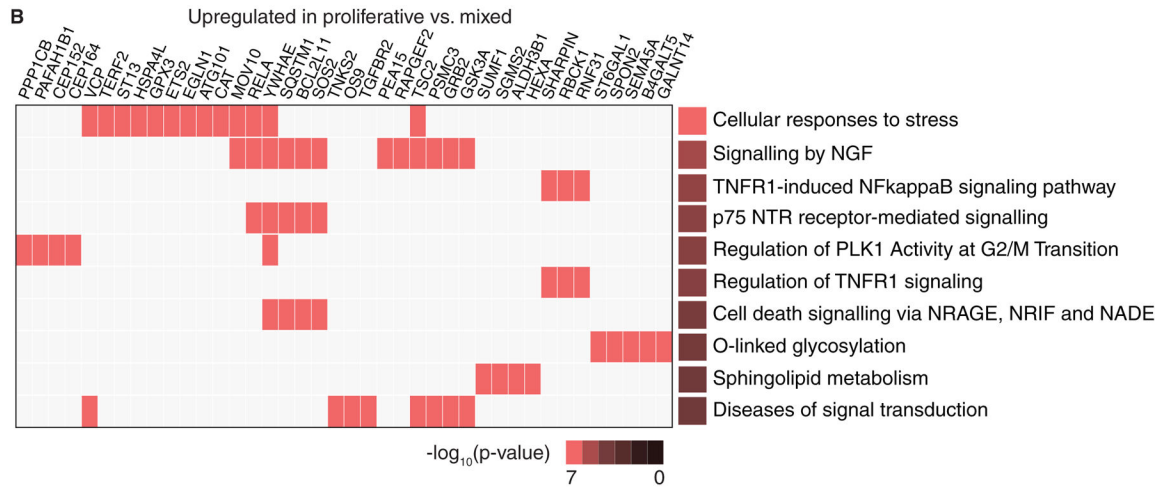 B
Upregulated in proliferative vs. mixed
PPP1CB
PAFAH1B1
CEP152
CEP164
VCP
TERF2
ST13
HSPA4L
GPX3
ETS2
EGLN1
ATG101
CAT
MOV10
RELA
YWHAE
SQSTM1
BCL2L11
SOS2
TNKS2
OS9
TGFBR2
PEA15
RAPGEF2
TSC2
PSMC3
GRB2
GSK3A
SUMF1
SGMS2
ALDH3B1
HEXA
SHARPIN
RBCK1
RNF31
ST6GAL1
SPON2
SEMA5A
B4GALT5
GALNT14
Cellular responses to stress
Signalling by NGF
TNFR1-induced NFkappaB signaling pathway
p75 NTR receptor-mediated signalling
Regulation of PLK1 Activity at G2/M Transition
Regulation of TNFR1 signaling
Cell death signalling via NRAGE, NRIF and NADE
O-linked glycosylation
Sphingolipid metabolism
Diseases of signal transduction
-log10(p-value)
7 0